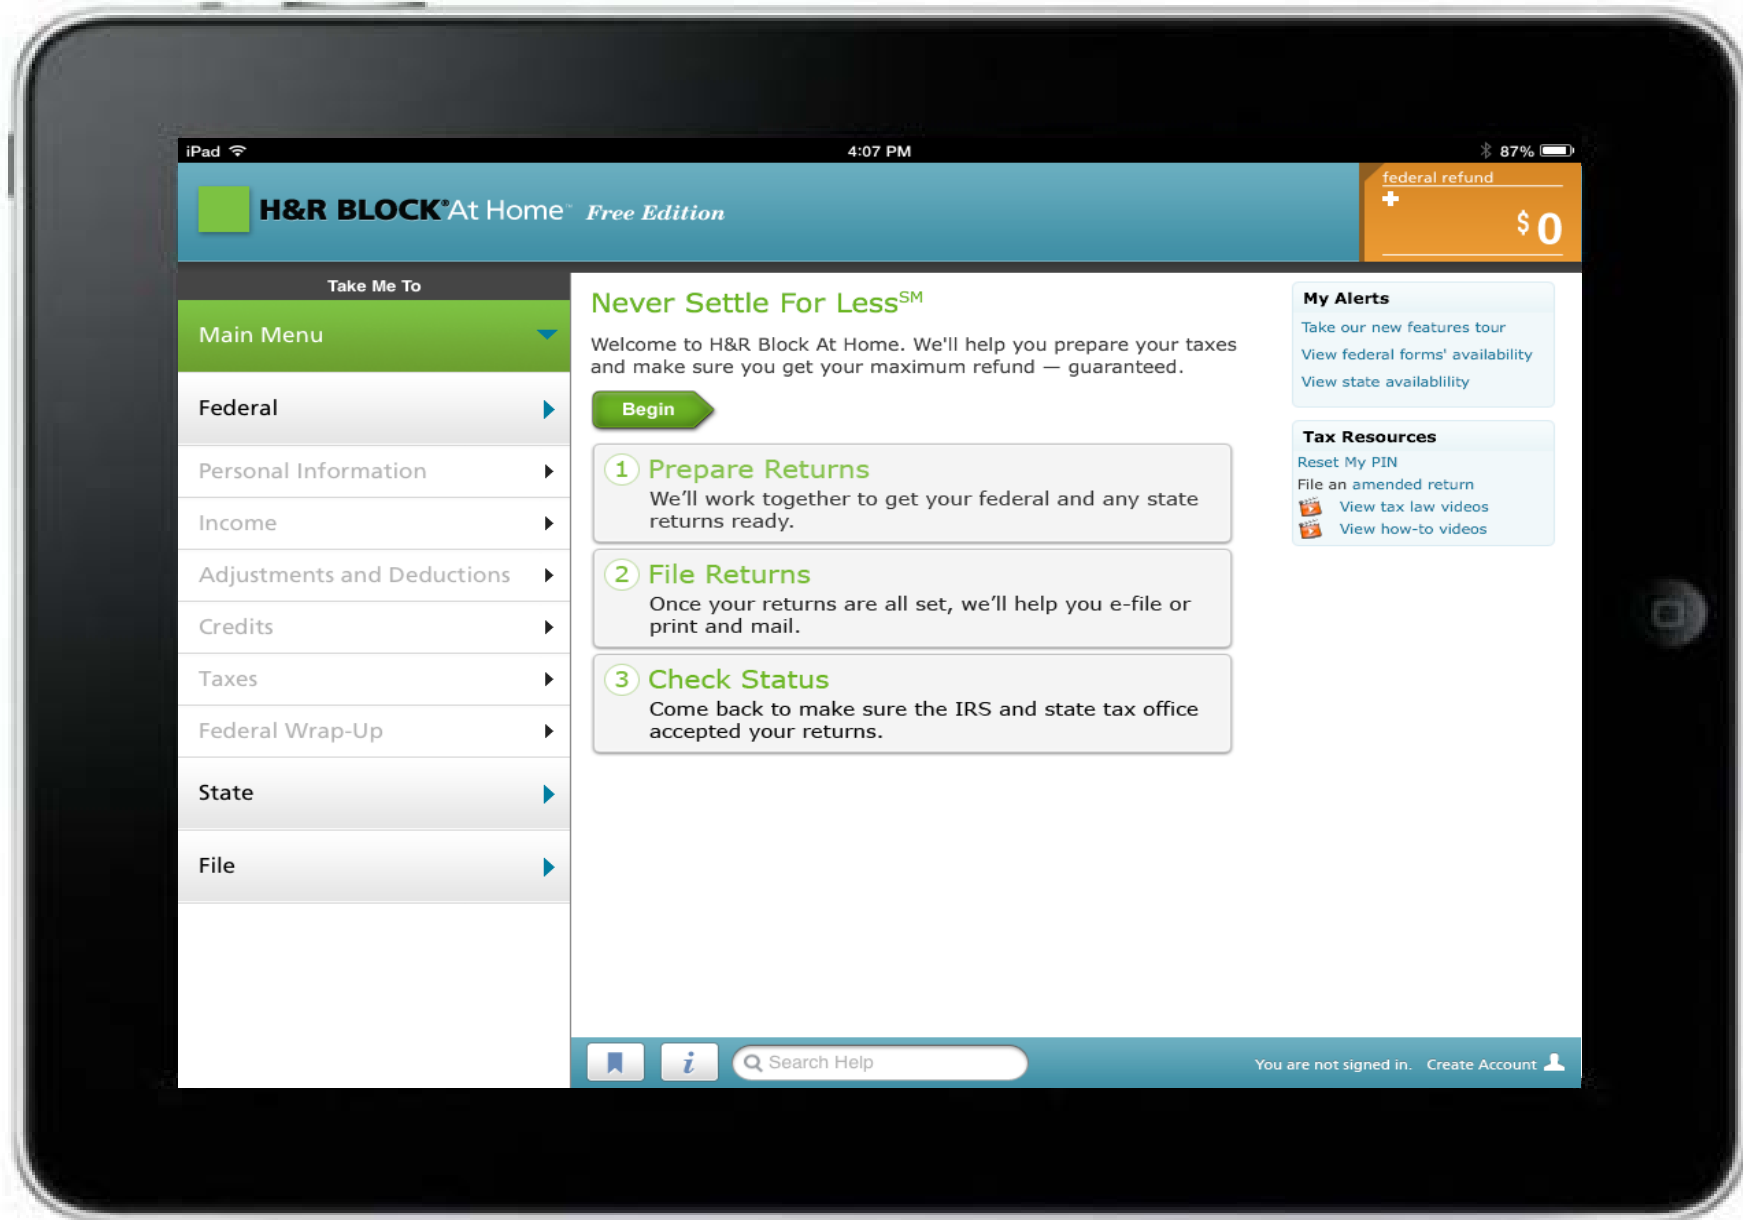 iPad 4:07 PM 87%
H&R BLOCK® At Home™ Free Edition
federal refund
+
$0
Take Me To
Main Menu
Federal
Personal Information
Income
Adjustments and Deductions
Credits
Taxes
Federal Wrap-Up
State
File
Never Settle For Less℠
Welcome to H&R Block At Home. We'll help you prepare your taxes
and make sure you get your maximum refund — guaranteed.
Begin
1 Prepare Returns
We’ll work together to get your federal and any state
returns ready.
2 File Returns
Once your returns are all set, we’ll help you e-file or
print and mail.
3 Check Status
Come back to make sure the IRS and state tax office
accepted your returns.
My Alerts
Take our new features tour
View federal forms' availability
View state availablility
Tax Resources
Reset My PIN
File an amended return
View tax law videos
View how-to videos
i
Search Help
You are not signed in. Create Account